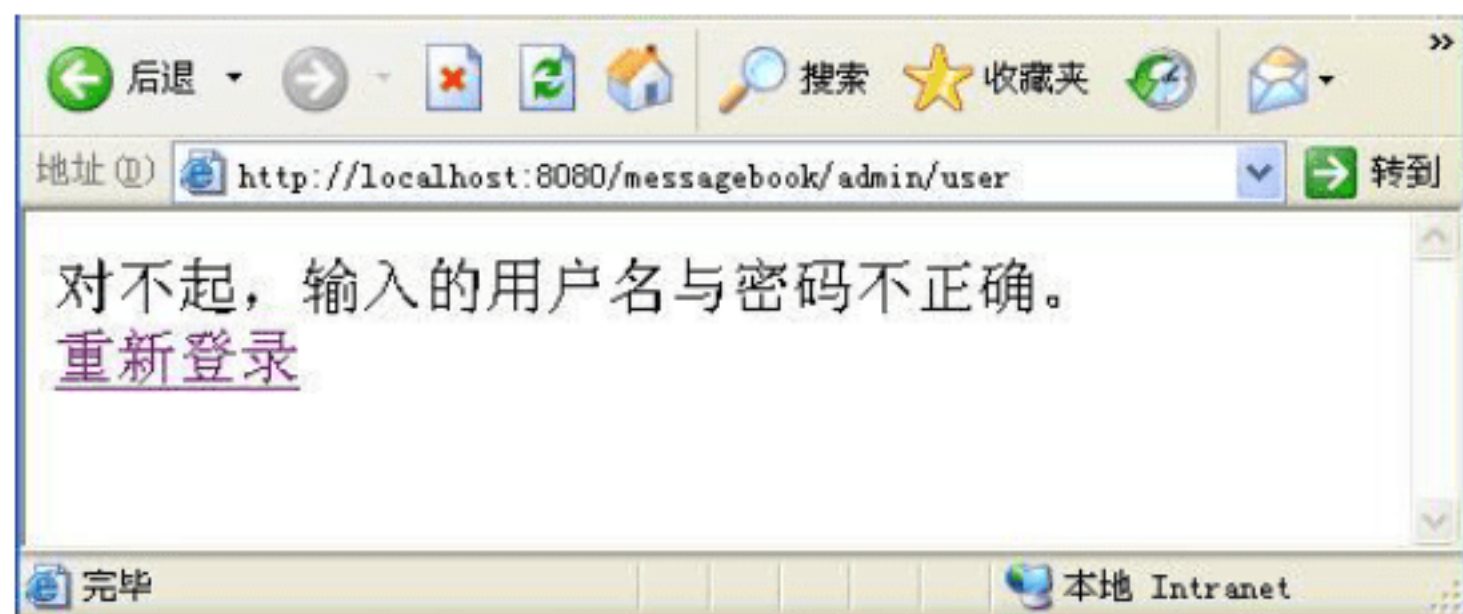 后退 搜索 收藏夹 »
地址(D) http://localhost:8080/messagebook/admin/user 转到
对不起，输入的用户名与密码不正确。
重新登录
完毕 本地 Intranet